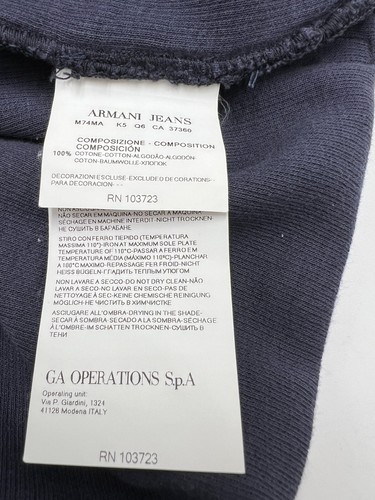 ARMANI JEANS
M74MA K5 Q6 CA 37366
COMPOSIZIONE - COMPOSITION
COMPOSICIÓN
100% COTONE-COTTON-ALGODÃO ALGODÓN
COTON-BAUMWOLLE-ХЛОПОК
DECORAZIONI ESCLUSE-EXCLUDED DECORATIONS-
PARA DECORACION- - -
RN 103723
NÃO SECAR EM MAQUINA-NO SECAR A MAQUINA
SÉCHAGE EN MACHINE INTERDIT-NICHT TROCKNEN-
НЕ СУШИТЬ В БАРАБАНЕ
STIRO CON FERRO TIEPIDO (TEMPERATURA
MASSIMA 110°)-IRON AT MAXIMUM SOLE PLATE
TEMPERATURE OF 110°C-PASSAR A FERRO EM
TEMPERATURA MÉDIA (MÁXIMO 110°C)-PLANCHAR
A 100°C MAXIMO-REPASSAGE FER FROID-NICHT
HEISS BÜGELN-ГЛАДИТЬ ТЕПЛЫМ УТЮГОМ
NON LAVARE A SECCO-DO NOT DRY CLEAN-NÃO
LAVAR A SECO-NO LAVAR EN SECO-PAS DE
NETTOYAGE À SEC-KEINE CHEMISCHE REINIGUNG
MÖGLICH-НЕ ЧИСТИТЬ В ХИМЧИСТКЕ
ASCIUGARE ALL'OMBRA-DRYING IN THE SHADE-
SECAR À SOMBRA-SECADO A LA SOMBRA-SÉCHAGE
À L'OMBRE-IM SCHATTEN TROCKNEN-СУШИТЬ В
ТЕНИ
GA OPERATIONS S.p.A
Operating unit:
Via P. Giardini, 1324
41126 Modena ITALY
RN 103723